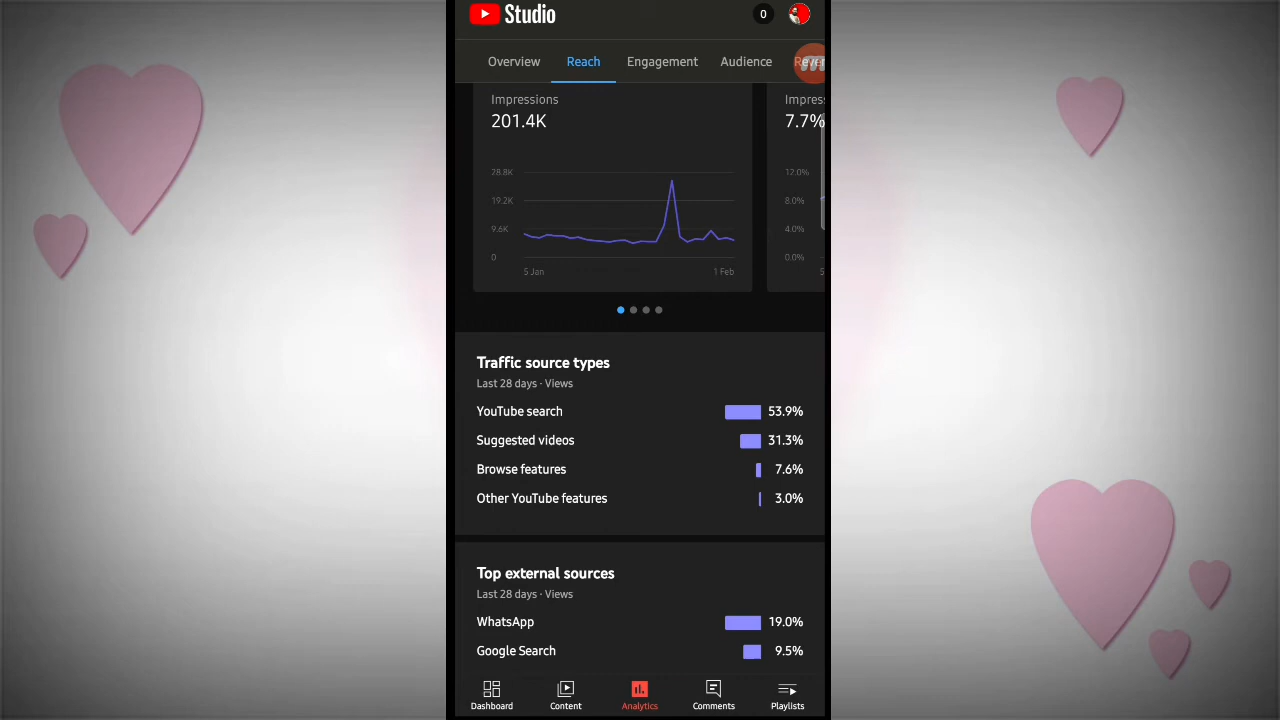 Studio
0
Overview Reach Engagement Audience
Impressions
201.4K
28.8K
19.2K
9.6K
0
5 Jan 1 Feb
Impres
7.7%
12.0%
8.0%
4.0%
0.0%
Traffic source types
Last 28 days · Views
YouTube search 53.9%
Suggested videos 31.3%
Browse features 7.6%
Other YouTube features 3.0%
Top external sources
Last 28 days · Views
WhatsApp 19.0%
Google Search 9.5%
Dashboard Content Analytics Comments Playlists